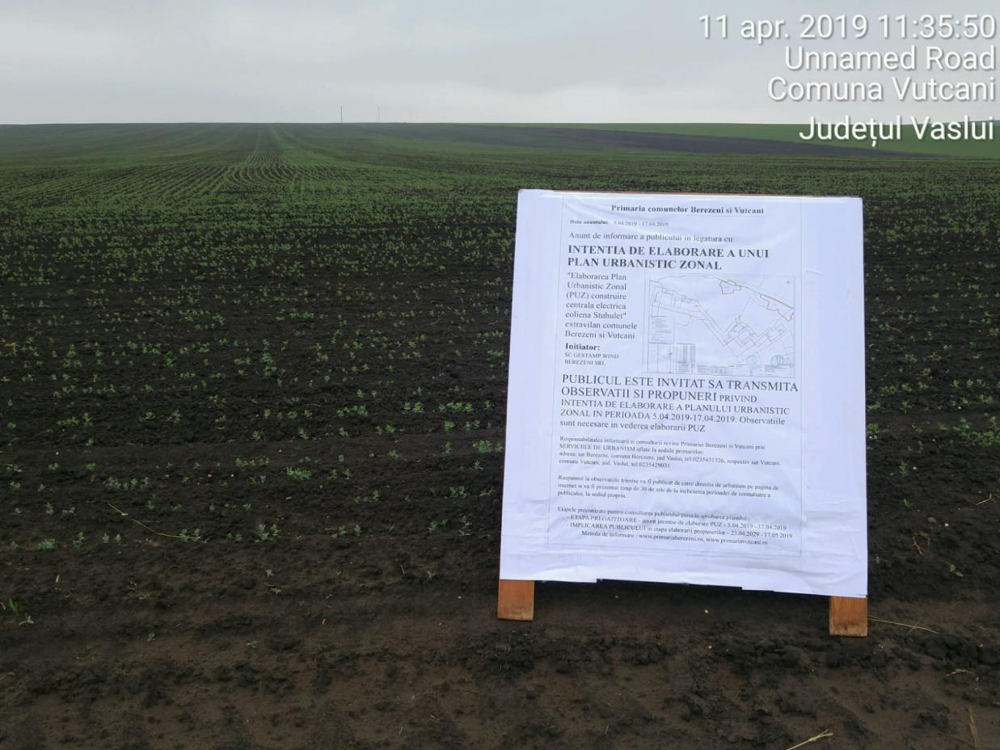 11 apr. 2019 11:35:50
Unnamed Road
Comuna Vutcani
Județul Vaslui
Primaria comunelor Berezeni si Vutcani
Data anuntului: 5.04.2019 - 17.04.2019
Anunt de informare a publicului in legatura cu
INTENTIA DE ELABORARE A UNUI
PLAN URBANISTIC ZONAL
"Elaborarea Plan
Urbanistic Zonal
(PUZ) construire
centrala electrica
eoliena Stuhulet"
extravilan comunele
Berezeni si Vutcani
Initiator:
SC GESTAMP WIND
BEREZENI SRL
PUBLICUL ESTE INVITAT SA TRANSMITA
OBSERVATII SI PROPUNERI PRIVIND
INTENTIA DE ELABORARE A PLANULUI URBANISTIC
ZONAL IN PERIOADA 5.04.2019-17.04.2019. Observatiile
sunt necesare in vederea elaborarii PUZ
Responsabilitatea informarii si consultarii revine Primariei Berezeni si Vutcani prin
SERVICIILE DE URBANISM aflate la sediile primariilor:
adresa: sat Berezeni, comuna Berezeni, jud Vaslui, tel:0235431326, respectiv sat Vutcani,
comuna Vutcani, jud. Vaslui, tel:0235429031
Raspunsul la observatiile trimise va fi publicat de catre directia de urbanism pe pagina de
internet si va fi prezentat timp de 30 de zile de la incheierea perioadei de consultare a
publicului, la sediul propriu.
Etapele preconizate pentru consultarea publicului pana la aprobarea planului :
- ETAPA PREGATITOARE - anunt intentie de elaborare PUZ - 5.04.2019 - 17.04.2019
- IMPLICAREA PUBLICULUI in etapa elaborarii propunerilor - 23.04.2029 - 17.05.2019
Metoda de informare : www.primariaberezeni.ro, www.primariavutcani.ro